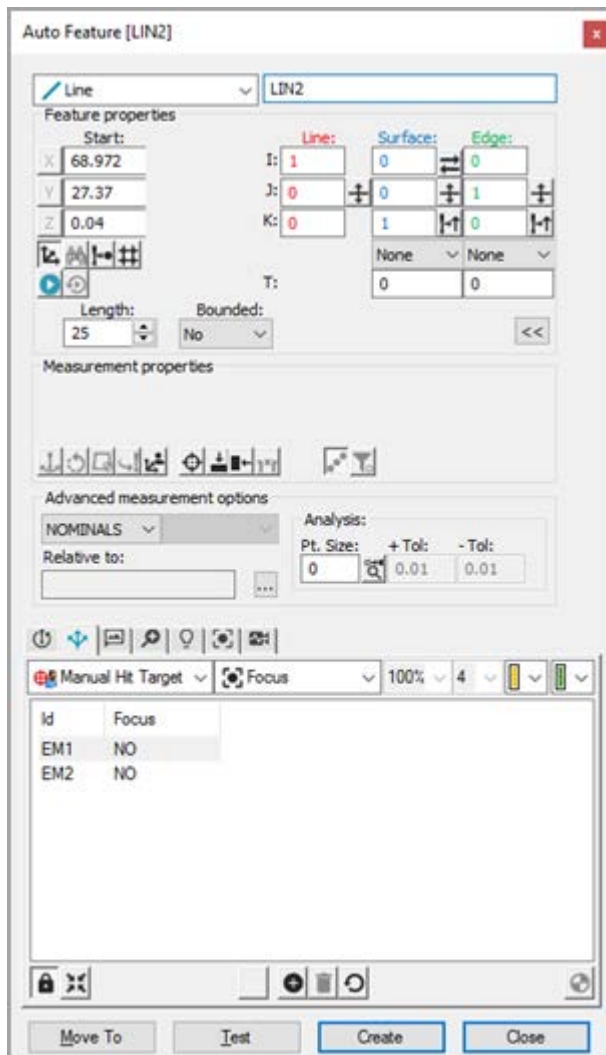 Auto Feature [LIN2]
x
Line LIN2
Feature properties
Start: Line: Surface: Edge:
X 68.972 I: 1 0 0
Y 27.37 J: 0 0 1
Z 0.04 K: 0 1 0
None None
T: 0 0
Length: Bounded:
25 No <<
Measurement properties
Advanced measurement options
NOMINALS
Analysis:
Pt. Size: + Tol: - Tol:
0 0.01 0.01
Relative to:
...
Manual Hit Target Focus 100% 4
Id Focus
EM1 NO
EM2 NO
Move To Test Create Close